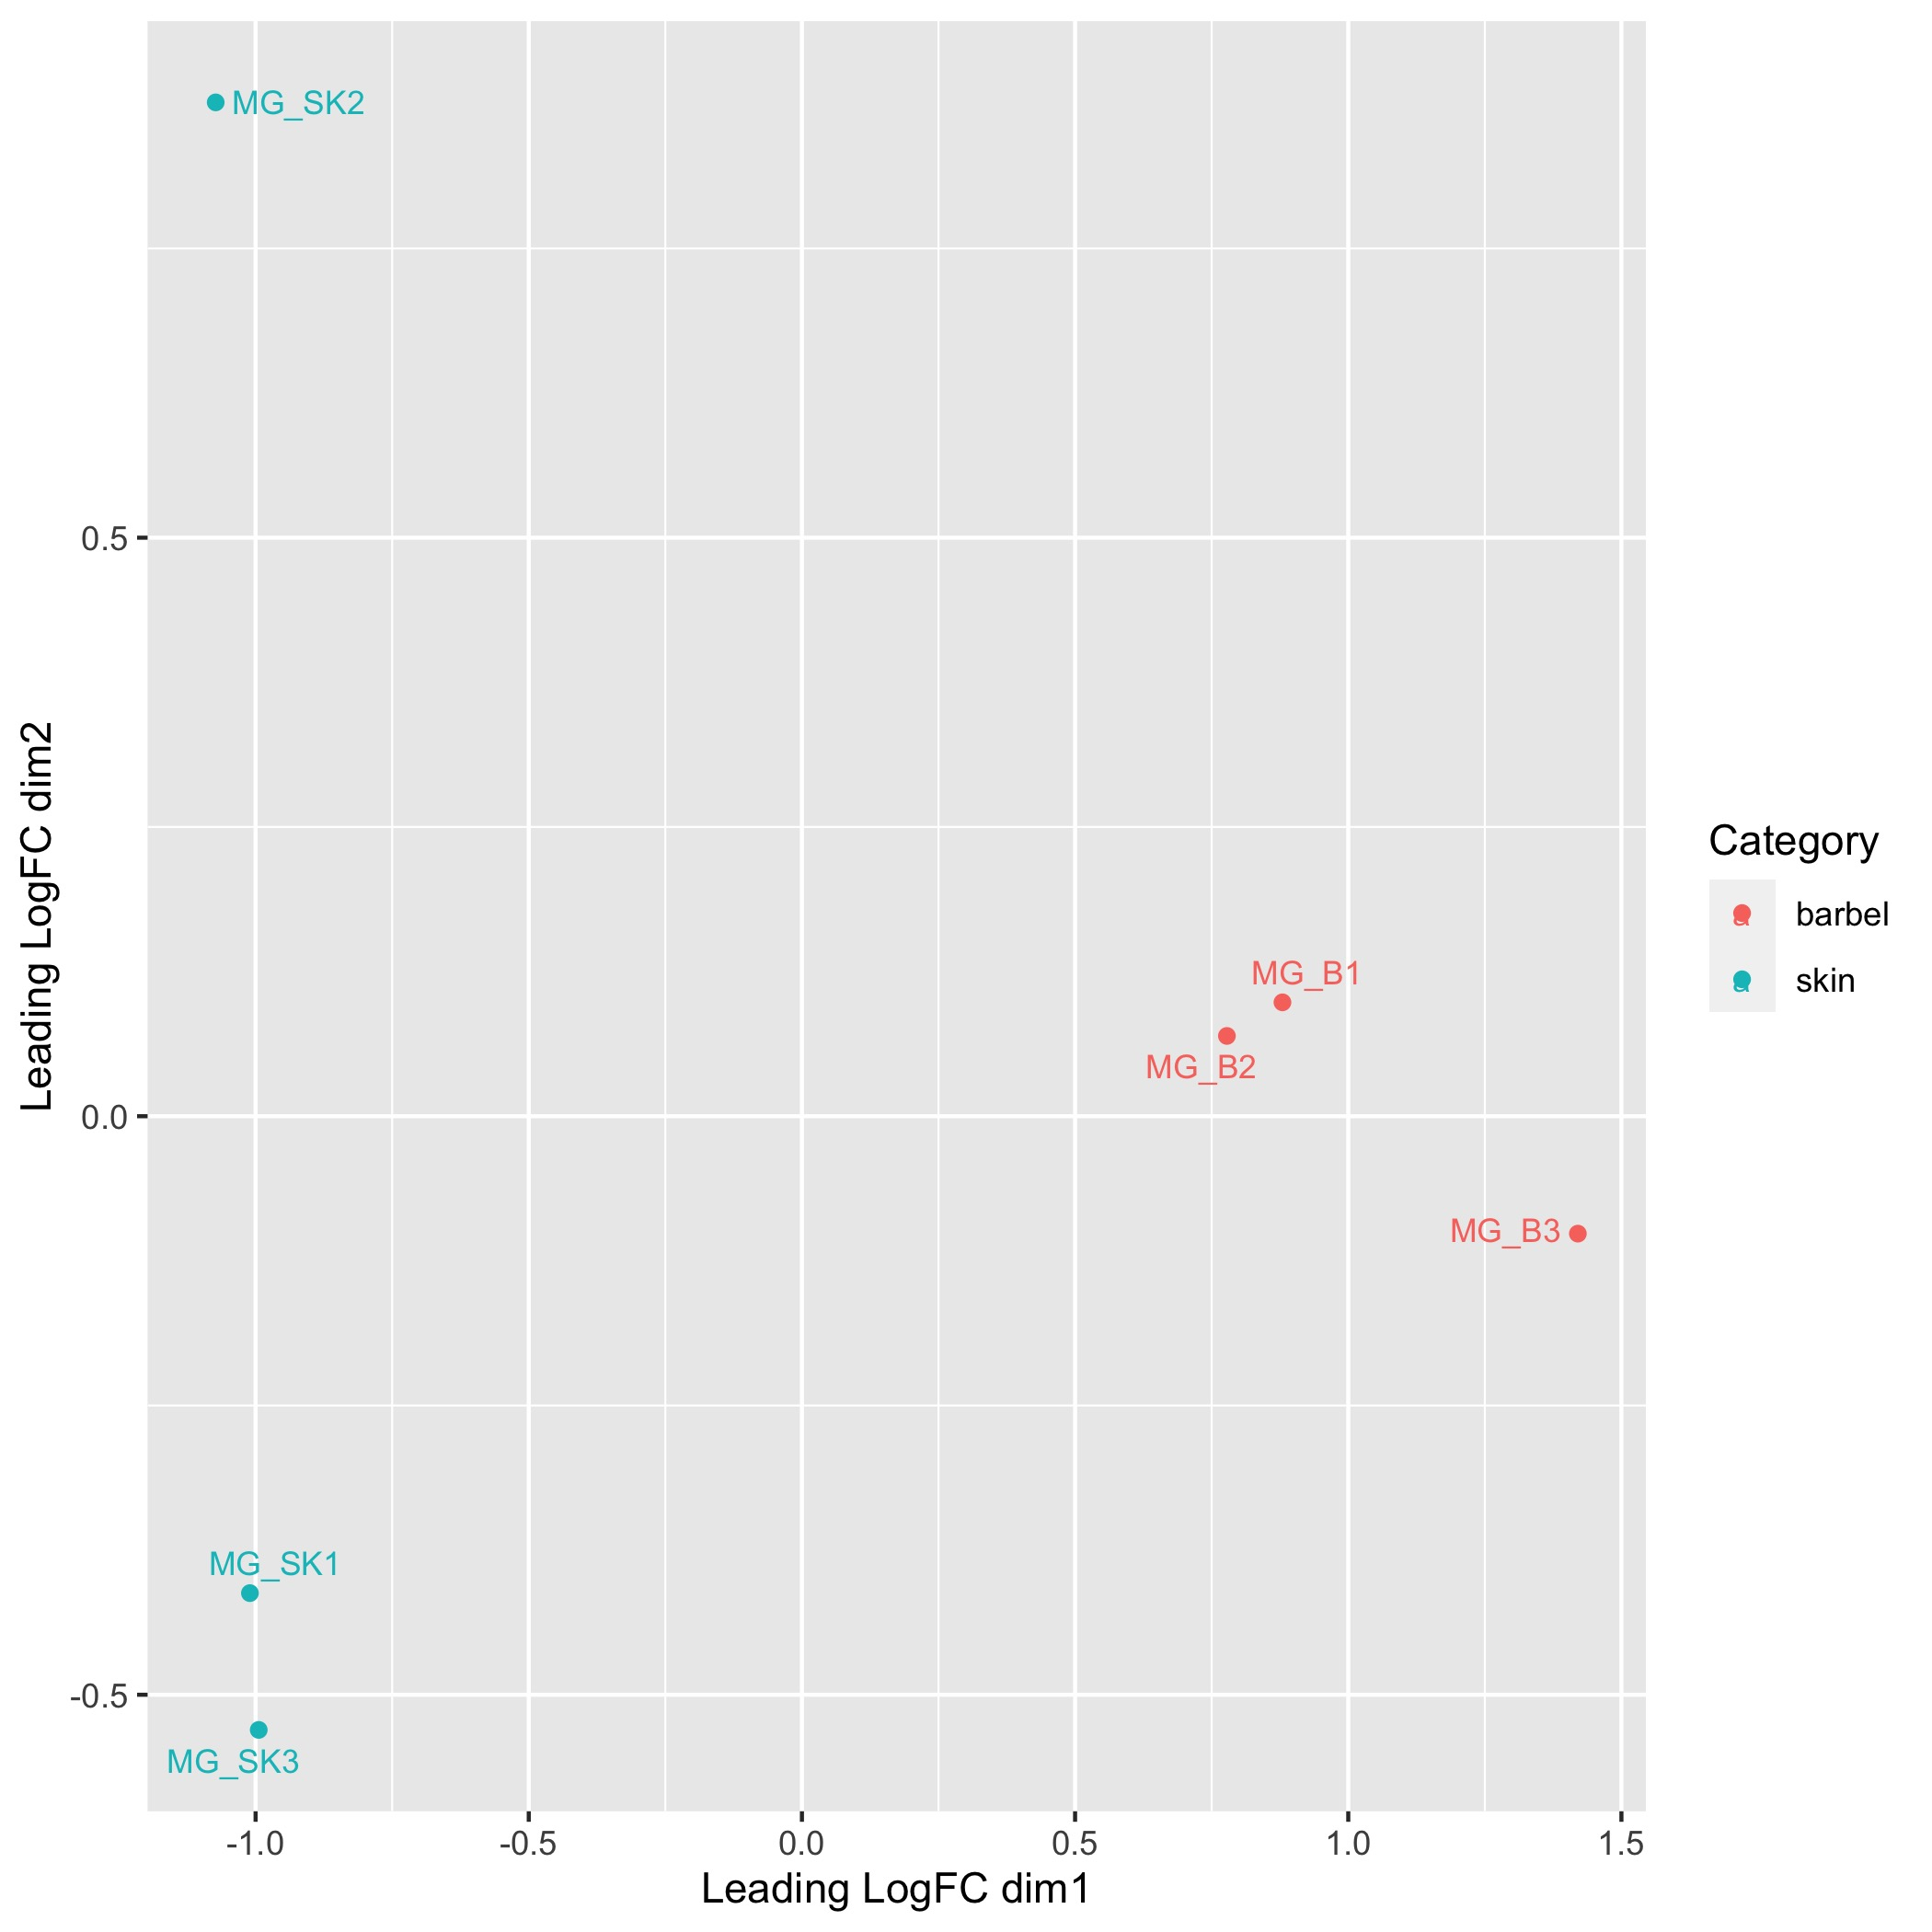 MG_SK2
0.5
Leading LogFC dim2
Category
a barbel
MG_B1
a skin
MG_B2
0.0
MG_B3
MG_SK1
-0.5
MG_SK3
-1.0 -0.5 0.0 0.5 1.0 1.5
Leading LogFC dim1